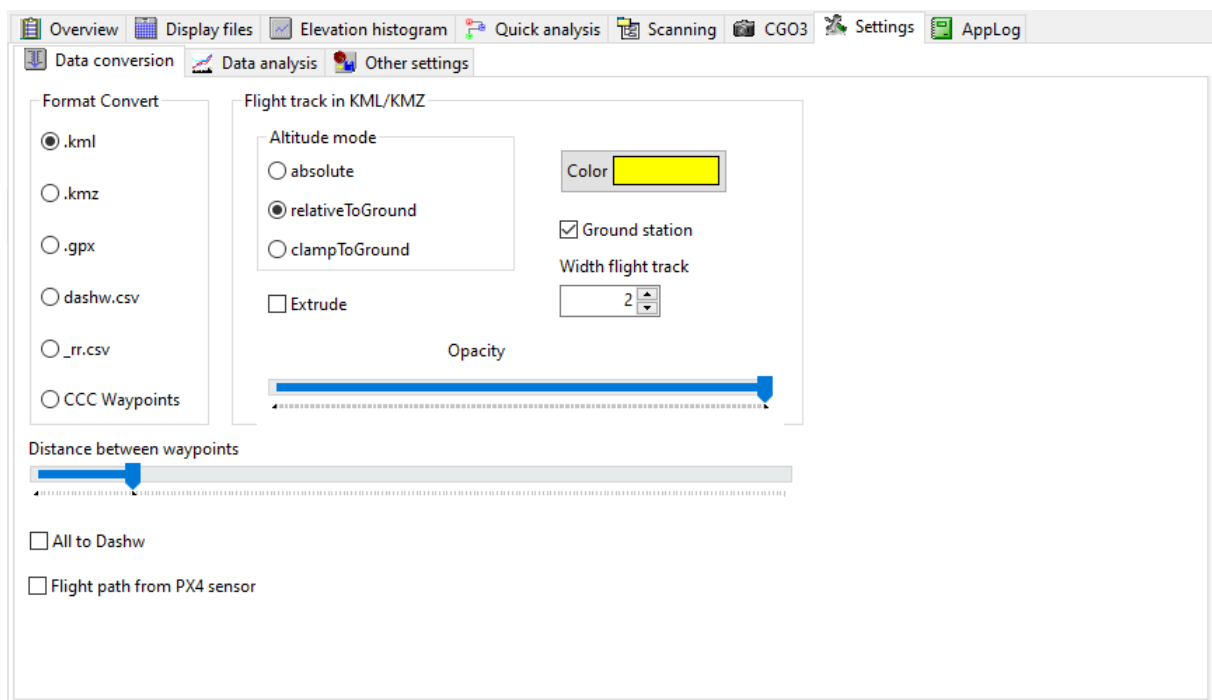 Overview Display files Elevation histogram Quick analysis Scanning CGO3 Settings AppLog
Data conversion Data analysis Other settings
Format Convert
.kml
.kmz
.gpx
dashw.csv
_rr.csv
CCC Waypoints
Flight track in KML/KMZ
Altitude mode
absolute
relativeToGround
clampToGround
Extrude
Color
Ground station
Width flight track
2
Opacity
Distance between waypoints
All to Dashw
Flight path from PX4 sensor